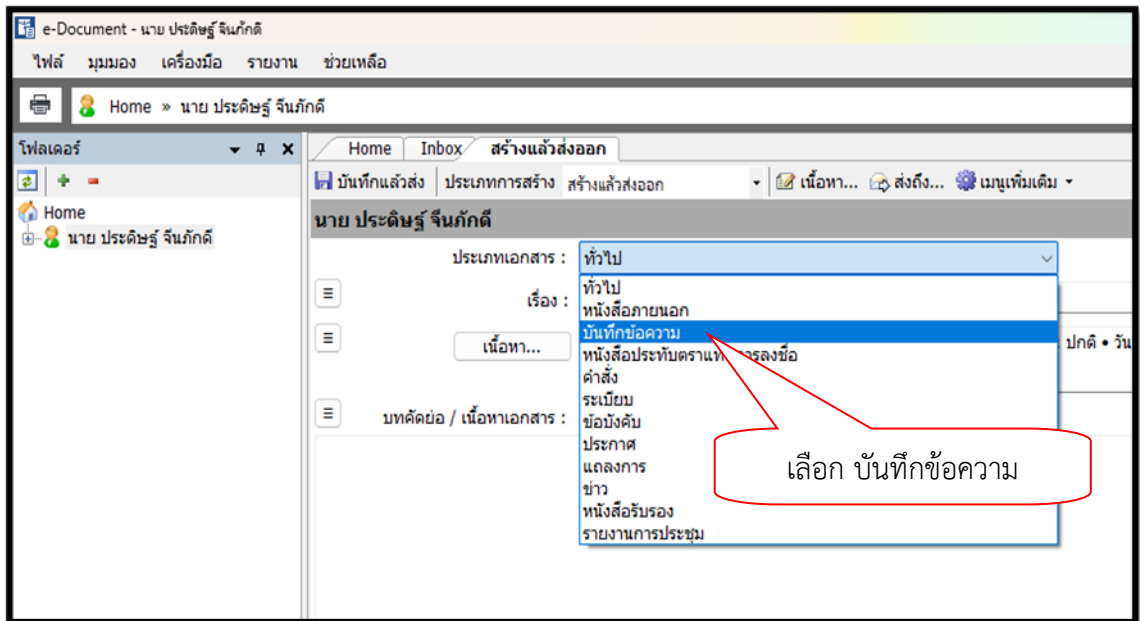 e-Document - นาย ประดิษฐ์ จีนภักดี
ไฟล์ มุมมอง เครื่องมือ รายงาน ช่วยเหลือ
Home » นาย ประดิษฐ์ จีนภักดี
โฟลเดอร์
Home Inbox สร้างแล้วส่งออก
บันทึกแล้วส่ง ประเภทการสร้าง สร้างแล้วส่งออก เนื้อหา... ส่งถึง... เมนูเพิ่มเติม
Home
นาย ประดิษฐ์ จีนภักดี
นาย ประดิษฐ์ จีนภักดี
ประเภทเอกสาร : ทั่วไป
เรื่อง :
เนื้อหา...
ปกติ • วัน
บทคัดย่อ / เนื้อหาเอกสาร :
ทั่วไป
หนังสือภายนอก
บันทึกข้อความ
หนังสือประทับตราแท การลงชื่อ
คำสั่ง
ระเบียบ
ข้อบังคับ
ประกาศ
แถลงการ
ข่าว
หนังสือรับรอง
รายงานการประชุม
เลือก บันทึกข้อความ